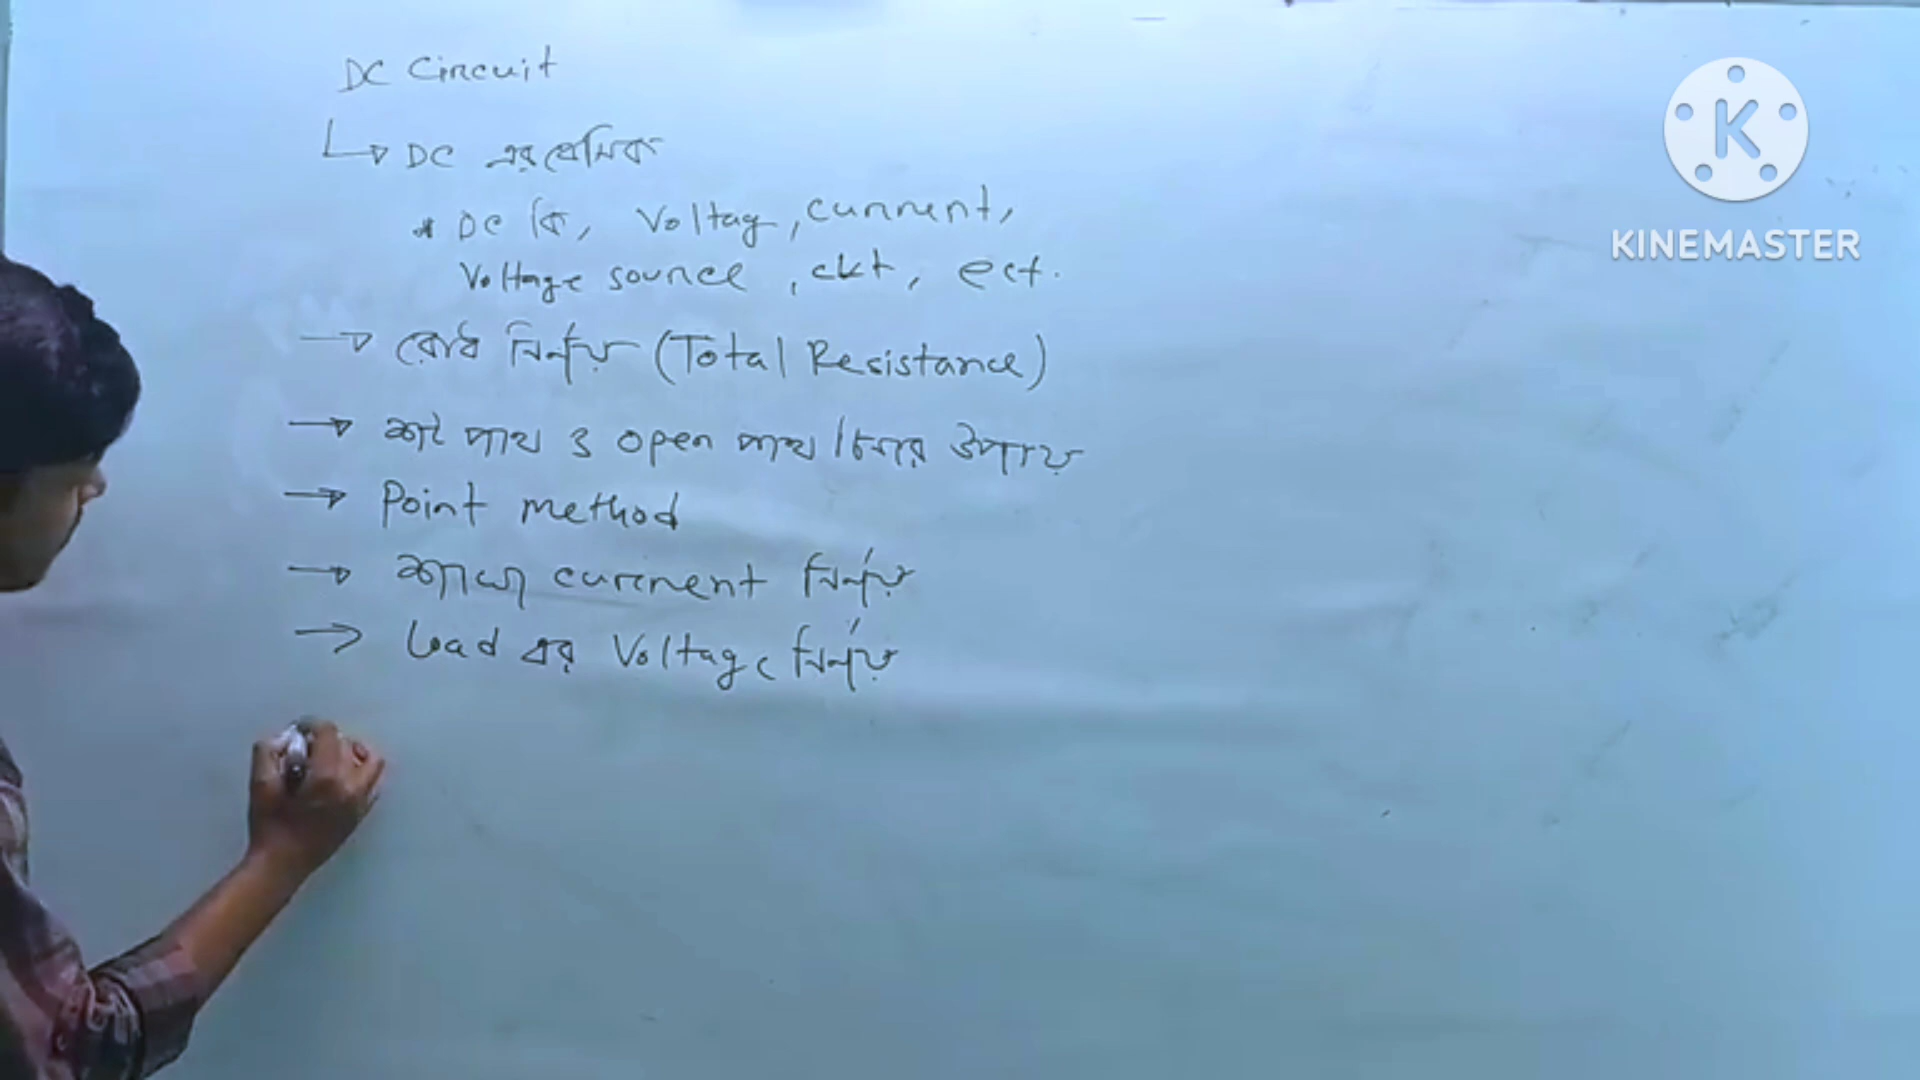 DC Circuit
DC এর বেসিক
* DC কি, Voltag, current,
Voltage source, ckt, ect.
রোধ নির্ণয় (Total Resistance)
শর্ট পাথ ও open পাথ চিনার উপায়
Point method
শাখায় current নির্ণয়
Load এর Voltage নির্ণয়
K
KINEMASTER